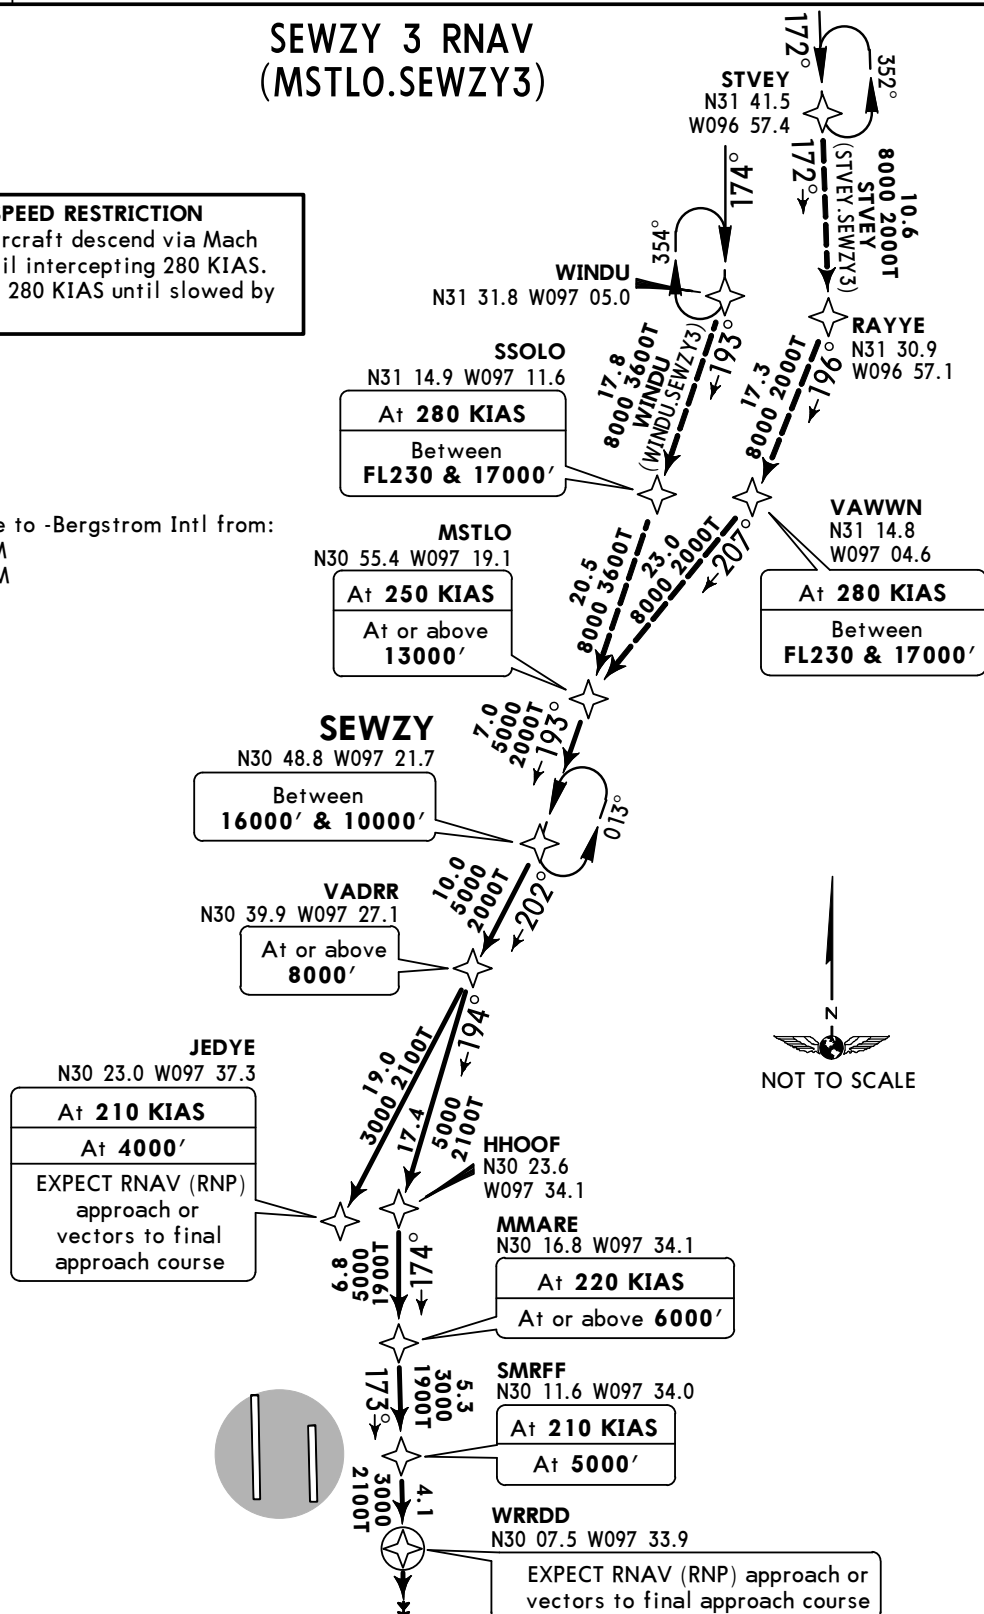 SEWZY 3 RNAV
(MSTLO.SEWZY3)
172°
352°
STVEY
N31 41.5
W096 57.4
172°
10.6
8000 2000T
STVEY
(STVEY.SEWZY3)
174°
354°
PEED RESTRICTION
rcraft descend via Mach
il intercepting 280 KIAS.
280 KIAS until slowed by
WINDU
N31 31.8 W097 05.0
RAYYE
N31 30.9
W096 57.1
193°
17.8
8000 3600T
WINDU
(WINDU.SEWZY3)
17.3
8000 2000T
196°
SSOLO
N31 14.9 W097 11.6
At 280 KIAS
Between
FL230 & 17000'
VAWWN
N31 14.8
W097 04.6
At 280 KIAS
Between
FL230 & 17000'
e to -Bergstrom Intl from:
M
M
20.5
8000 3600T
23.0
8000 2000T
207°
MSTLO
N30 55.4 W097 19.1
At 250 KIAS
At or above
13000'
7.0
5000
2000T
193°
SEWZY
N30 48.8 W097 21.7
Between
16000' & 10000'
013°
10.0
5000
2000T
202°
VADRR
N30 39.9 W097 27.1
At or above
8000'
N
NOT TO SCALE
19.0
3000 2100T
194°
17.4
5000
2100T
JEDYE
N30 23.0 W097 37.3
At 210 KIAS
At 4000'
EXPECT RNAV (RNP)
approach or
vectors to final
approach course
HHOOF
N30 23.6
W097 34.1
6.8
5000
1900T
174°
MMARE
N30 16.8 W097 34.1
At 220 KIAS
At or above 6000'
173°
5.3
3000
1900T
SMRFF
N30 11.6 W097 34.0
At 210 KIAS
At 5000'
4.1
3000
2100T
WRRDD
N30 07.5 W097 33.9
EXPECT RNAV (RNP) approach or
vectors to final approach course